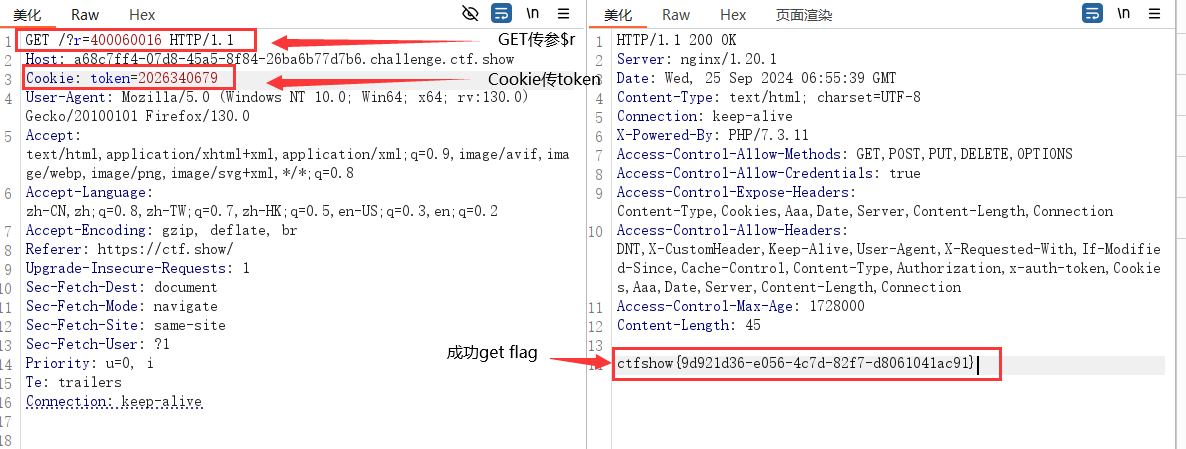 美化 Raw Hex
\n
1 GET /?r=400060016 HTTP/1.1
GET传参$r
2 Host: a68c7ff4-07d8-45a5-8f84-26ba6b77d7b6.challenge.ctf.show
3 Cookie: token=2026340679
Cookie传token
4 User-Agent: Mozilla/5.0 (Windows NT 10.0; Win64; x64; rv:130.0)
Gecko/20100101 Firefox/130.0
5 Accept:
text/html,application/xhtml+xml,application/xml;q=0.9,image/avif,ima
ge/webp,image/png,image/svg+xml,*/*;q=0.8
6 Accept-Language:
zh-CN,zh;q=0.8,zh-TW;q=0.7,zh-HK;q=0.5,en-US;q=0.3,en;q=0.2
7 Accept-Encoding: gzip, deflate, br
8 Referer: https://ctf.show/
9 Upgrade-Insecure-Requests: 1
10 Sec-Fetch-Dest: document
11 Sec-Fetch-Mode: navigate
12 Sec-Fetch-Site: same-site
13 Sec-Fetch-User: ?1
14 Priority: u=0, i
15 Te: trailers
16 Connection: keep-alive
17
18
成功get flag
美化 Raw Hex 页面渲染
\n
1 HTTP/1.1 200 OK
2 Server: nginx/1.20.1
3 Date: Wed, 25 Sep 2024 06:55:39 GMT
4 Content-Type: text/html; charset=UTF-8
5 Connection: keep-alive
6 X-Powered-By: PHP/7.3.11
7 Access-Control-Allow-Methods: GET,POST,PUT,DELETE,OPTIONS
8 Access-Control-Allow-Credentials: true
9 Access-Control-Expose-Headers:
Content-Type,Cookies,Aaa,Date,Server,Content-Length,Connection
10 Access-Control-Allow-Headers:
DNT,X-CustomHeader,Keep-Alive,User-Agent,X-Requested-With,If-Modifie
d-Since,Cache-Control,Content-Type,Authorization,x-auth-token,Cookie
s,Aaa,Date,Server,Content-Length,Connection
11 Access-Control-Max-Age: 1728000
12 Content-Length: 45
13
14 ctfshow{9d921d36-e056-4c7d-82f7-d8061041ac91}